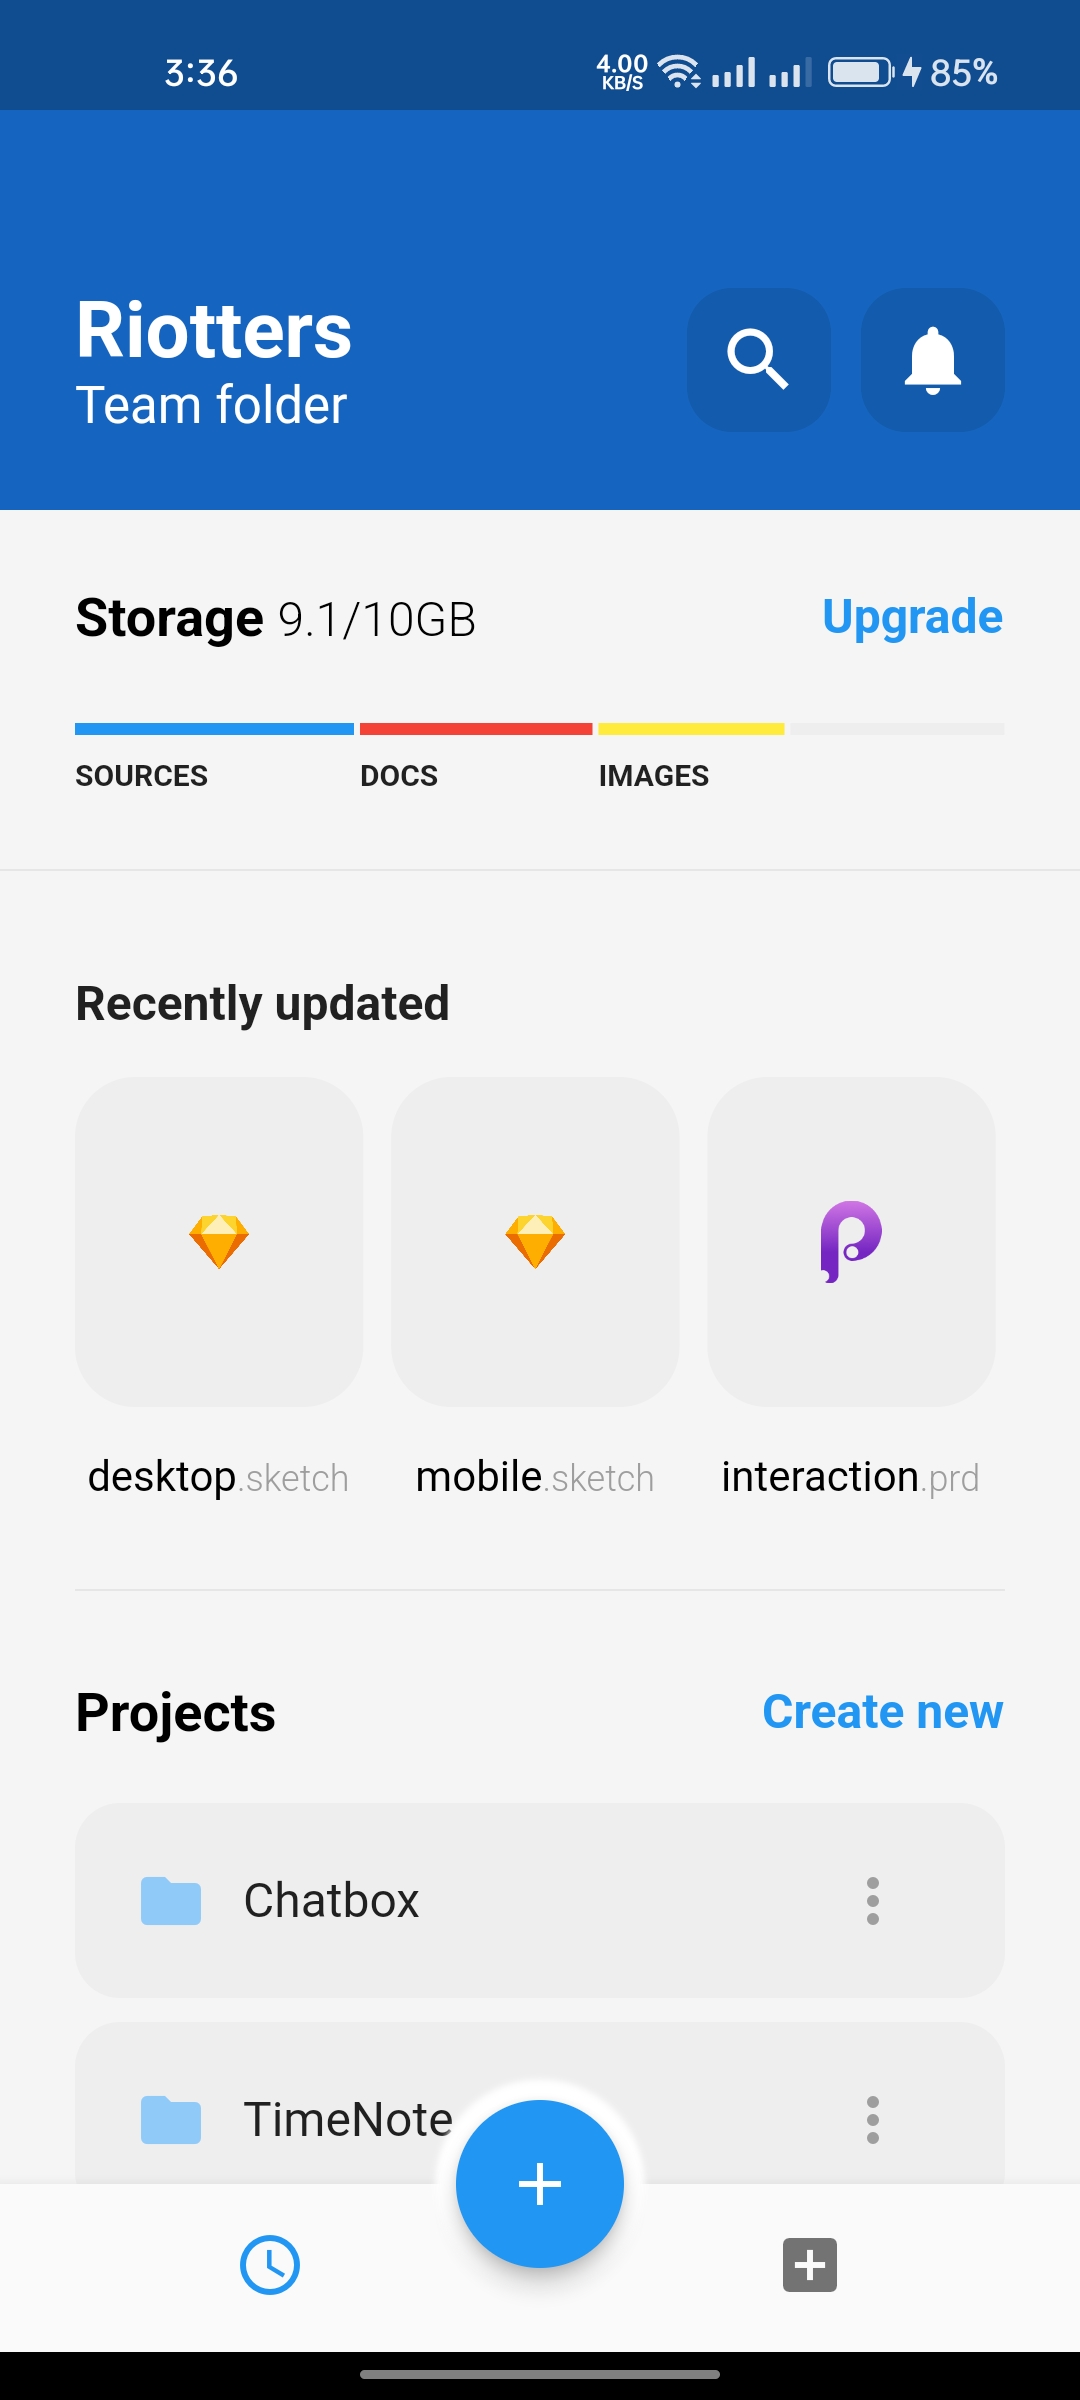 3:36
4.00
KB/S
85%
Riotters
Team folder
Storage 9.1/10GB
Upgrade
SOURCES
DOCS
IMAGES
Recently updated
desktop.sketch
mobile.sketch
interaction.prd
Projects
Create new
Chatbox
TimeNote